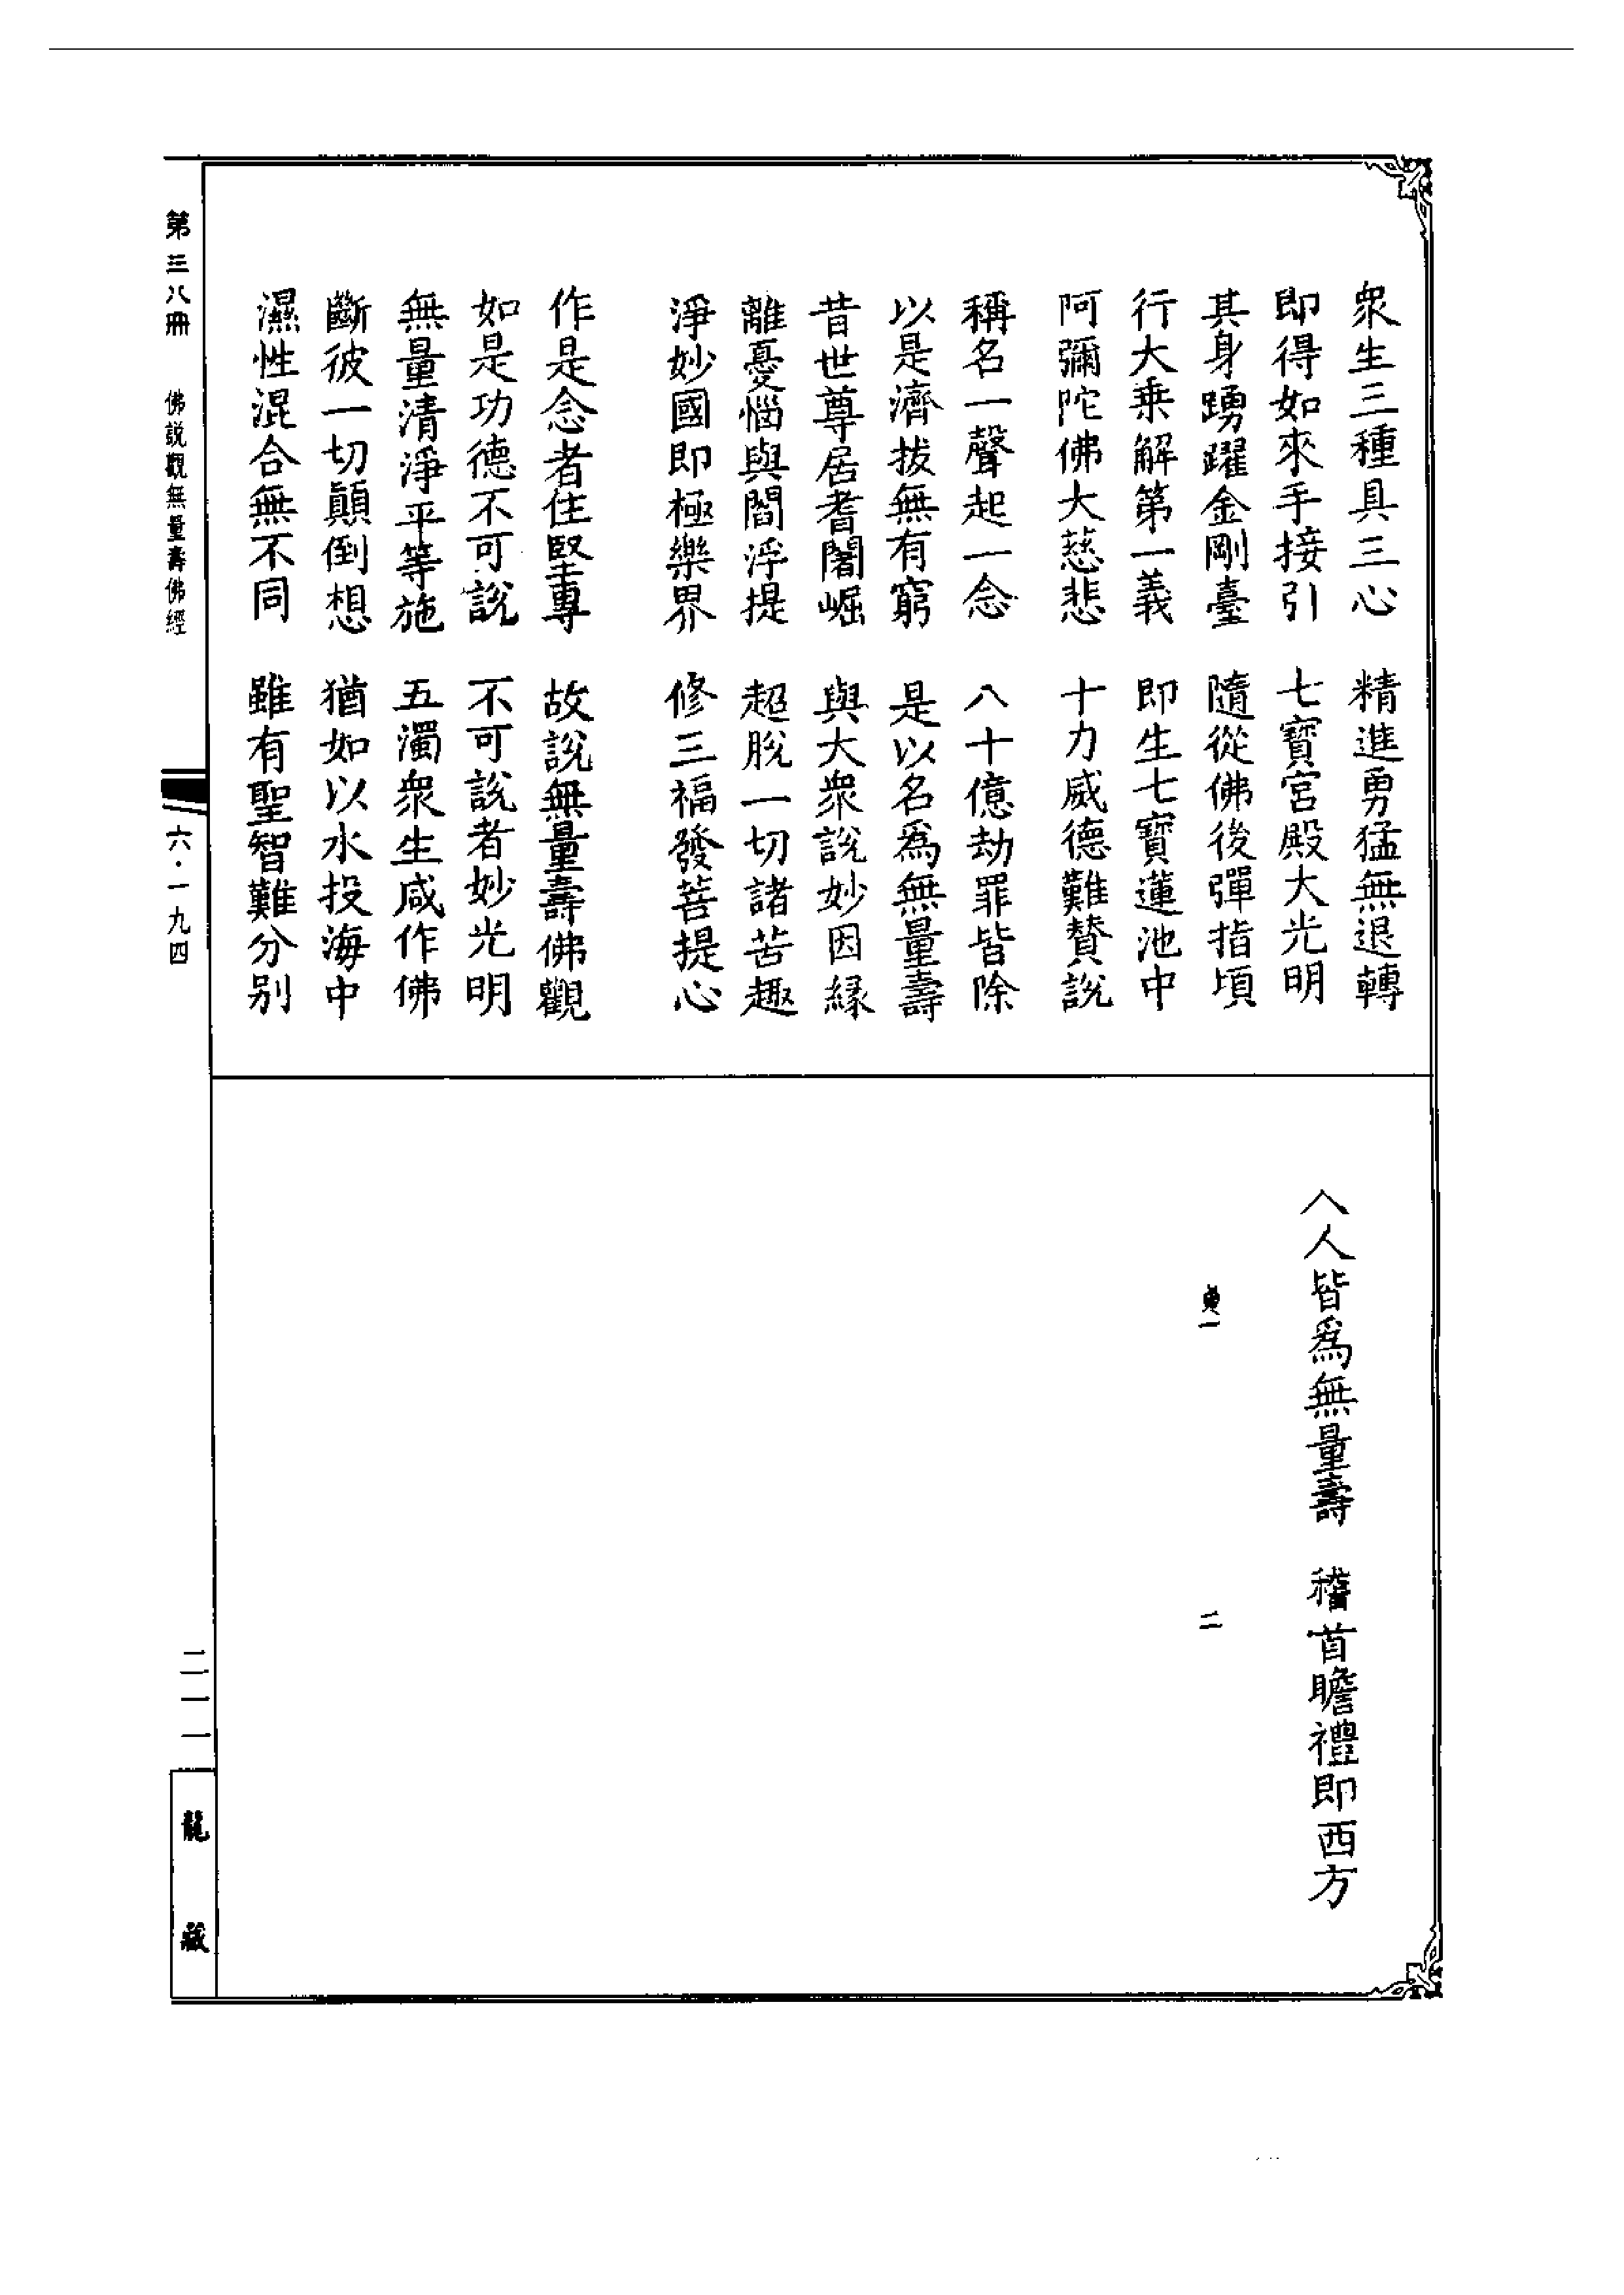 衆生三種具三心　精進勇猛無退轉
即得如來手接引　七寶宮殿大光明
其身踴躍金剛臺　隨從佛後彈指頃
行大乘解第一義　即生七寶蓮池中
阿彌陀佛大慈悲　十力威德難賛説
稱名一聲起一念　八十億劫罪皆除
以是濟拔無有窮　是以名爲無量壽
昔世尊居耆闍崛　與大衆説妙因緣
離憂惱與閻浮提　超脫一切諸苦趣
淨妙國即極樂界　修三福發菩提心
作是念者住堅專　故説無量壽佛觀
如是功德不可説　不可説者妙光明
無量清淨平等施　五濁衆生咸作佛
斷彼一切顛倒想　猶如以水投海中
濕性混合無不同　雖有聖智難分别
人人皆爲無量壽　稽首瞻禮即西方
一　二
第三八冊　佛説觀無量壽佛經　六·一九四　二一一
龍藏